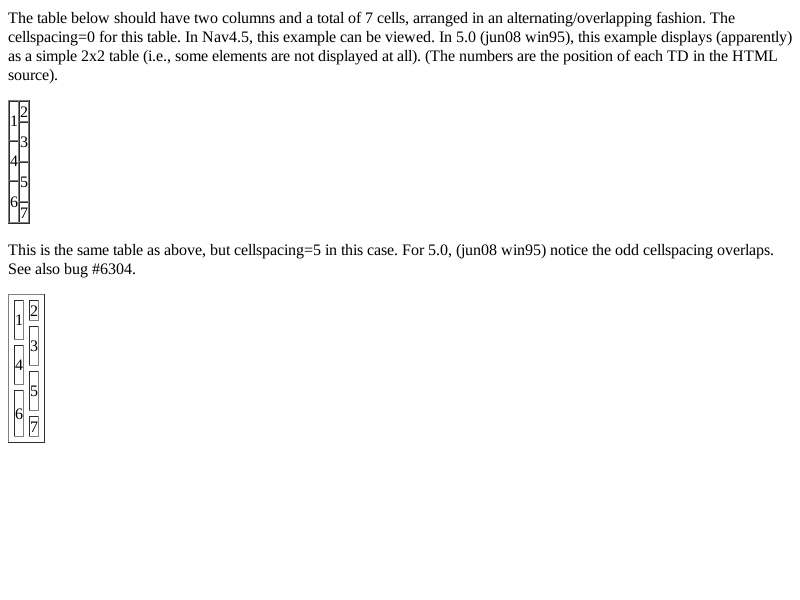 The table below should have two columns and a total of 7 cells, arranged in an alternating/overlapping fashion. The
cellspacing=0 for this table. In Nav4.5, this example can be viewed. In 5.0 (jun08 win95), this example displays (apparently)
as a simple 2x2 table (i.e., some elements are not displayed at all). (The numbers are the position of each TD in the HTML
source).
2
1
3
4
5
6
7
This is the same table as above, but cellspacing=5 in this case. For 5.0, (jun08 win95) notice the odd cellspacing overlaps.
See also bug #6304.
2
1
3
4
5
6
7